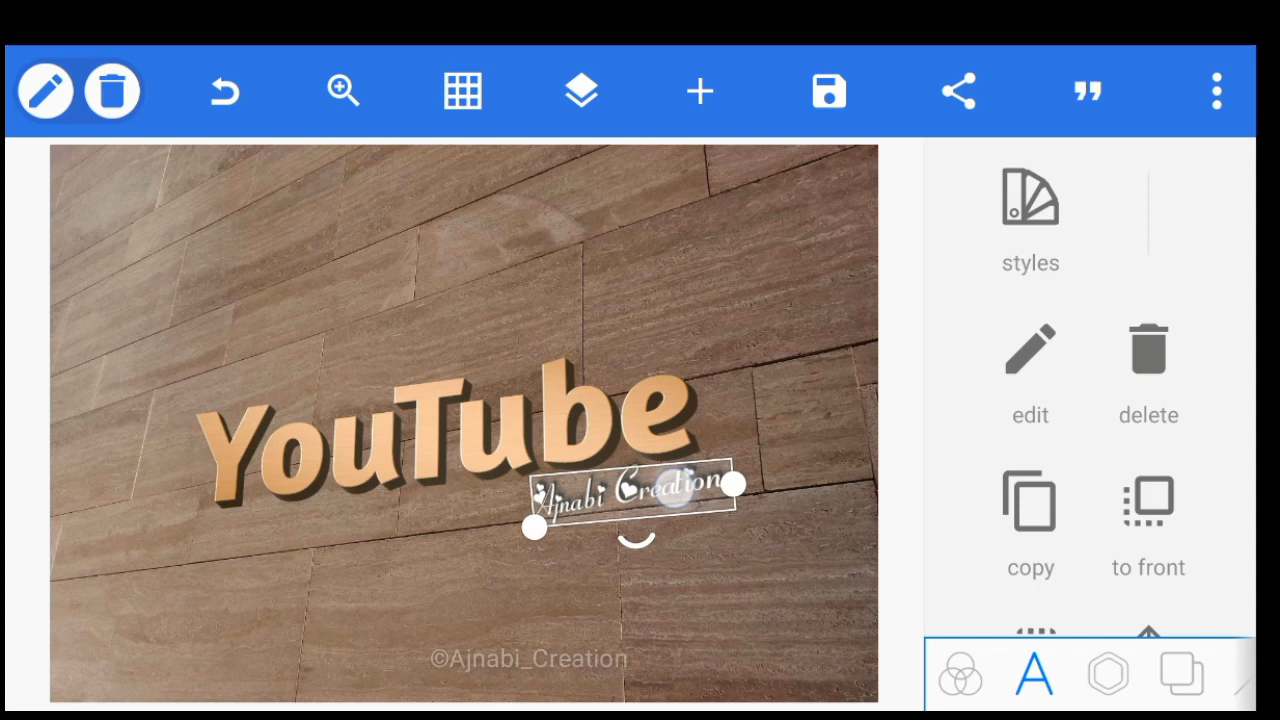 styles
edit
delete
copy
to front
YouTube
Ajnabi Creation
©Ajnabi_Creation